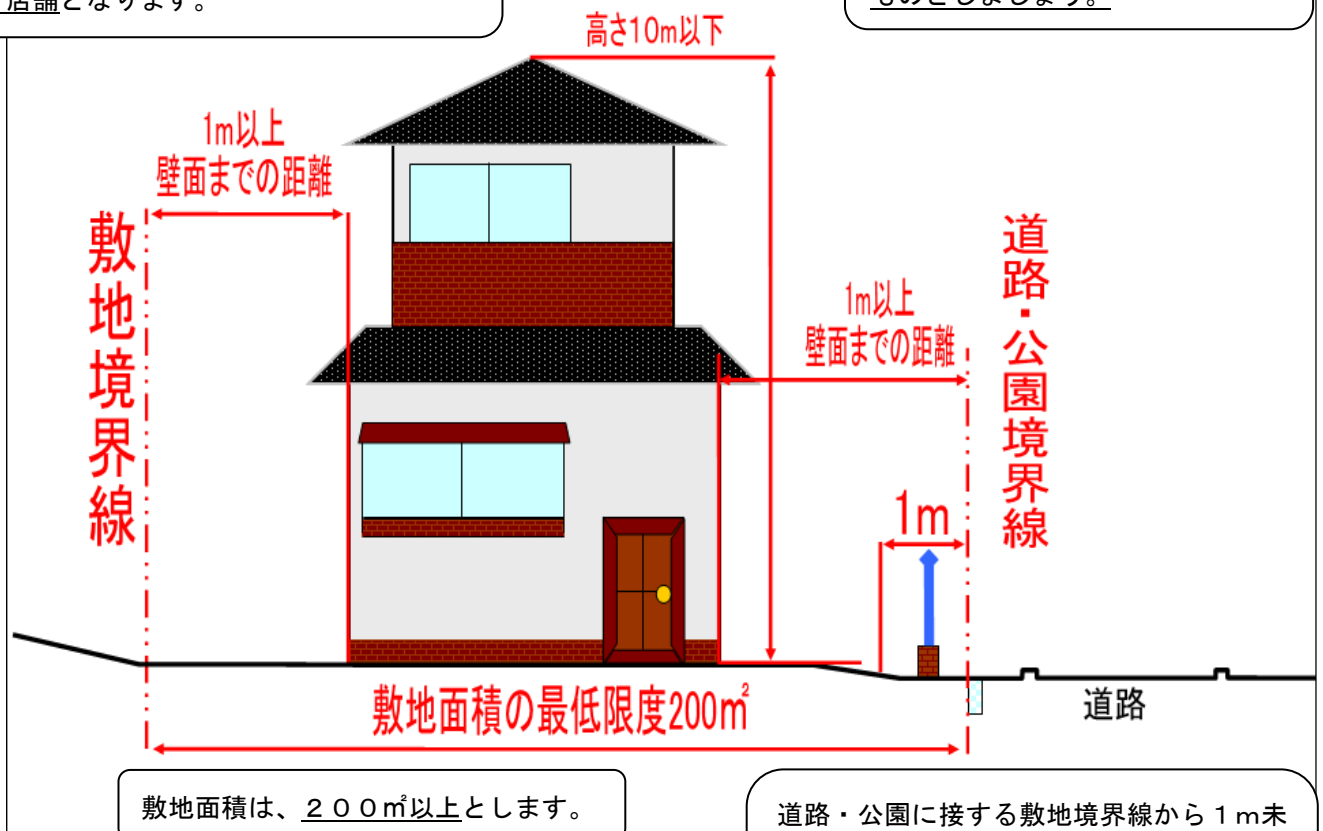 店舗となります。
ものとしましょう。
高さ10m以下
1m以上
壁面までの距離
敷地境界線
道路・公園境界線
1m以上
壁面までの距離
1m
敷地面積の最低限度200㎡
道路
敷地面積は、２００㎡以上とします。
道路・公園に接する敷地境界線から１ｍ未